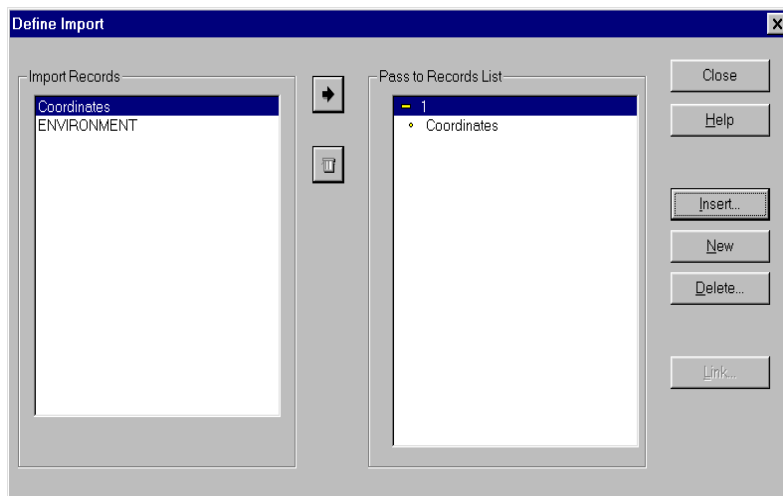 Define Import
Import Records
Coordinates
ENVIRONMENT
Pass to Records List
1
Coordinates
Close
Help
Insert...
New
Delete...
Link...